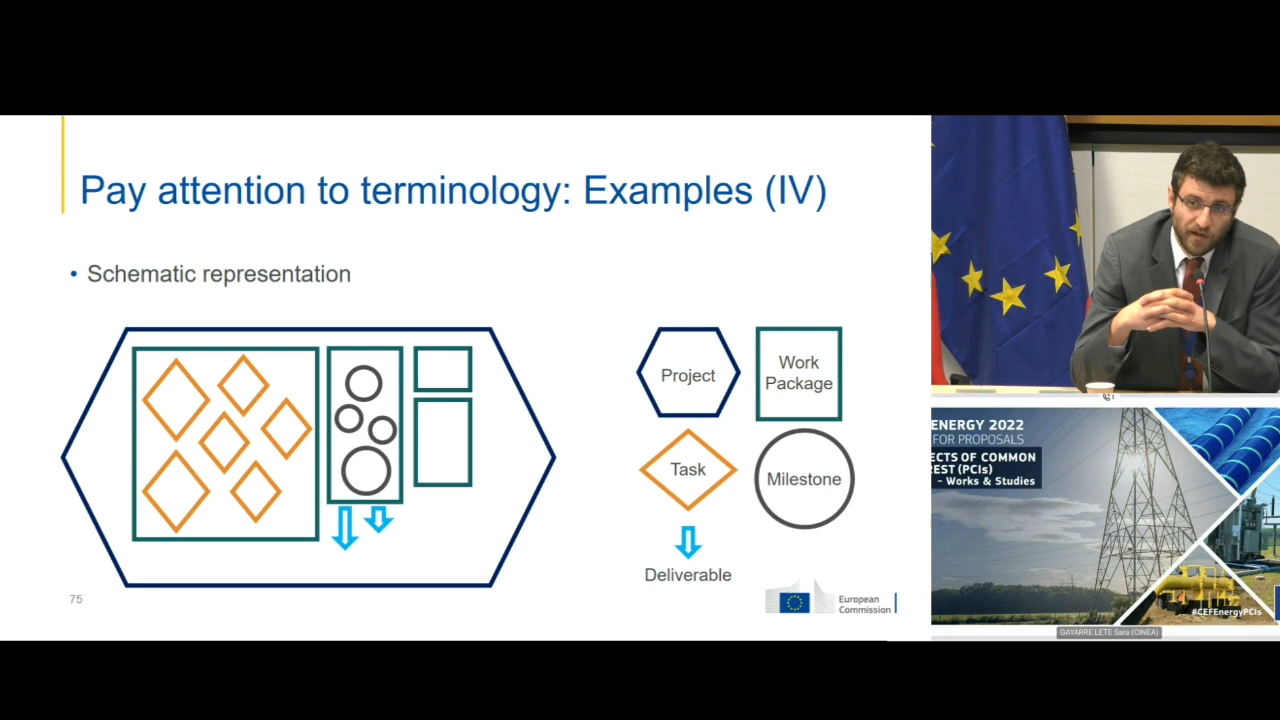 Pay attention to terminology: Examples (IV)
• Schematic representation
Project
Work
Package
Task
Milestone
Deliverable
75
European
Commission
ENERGY 2022
FOR PROPOSALS
ECTS OF COMMON
REST (PCIs)
- Works & Studies
#CEFEnergyPCIs
GAYARRE LETE Sara (CINEA)